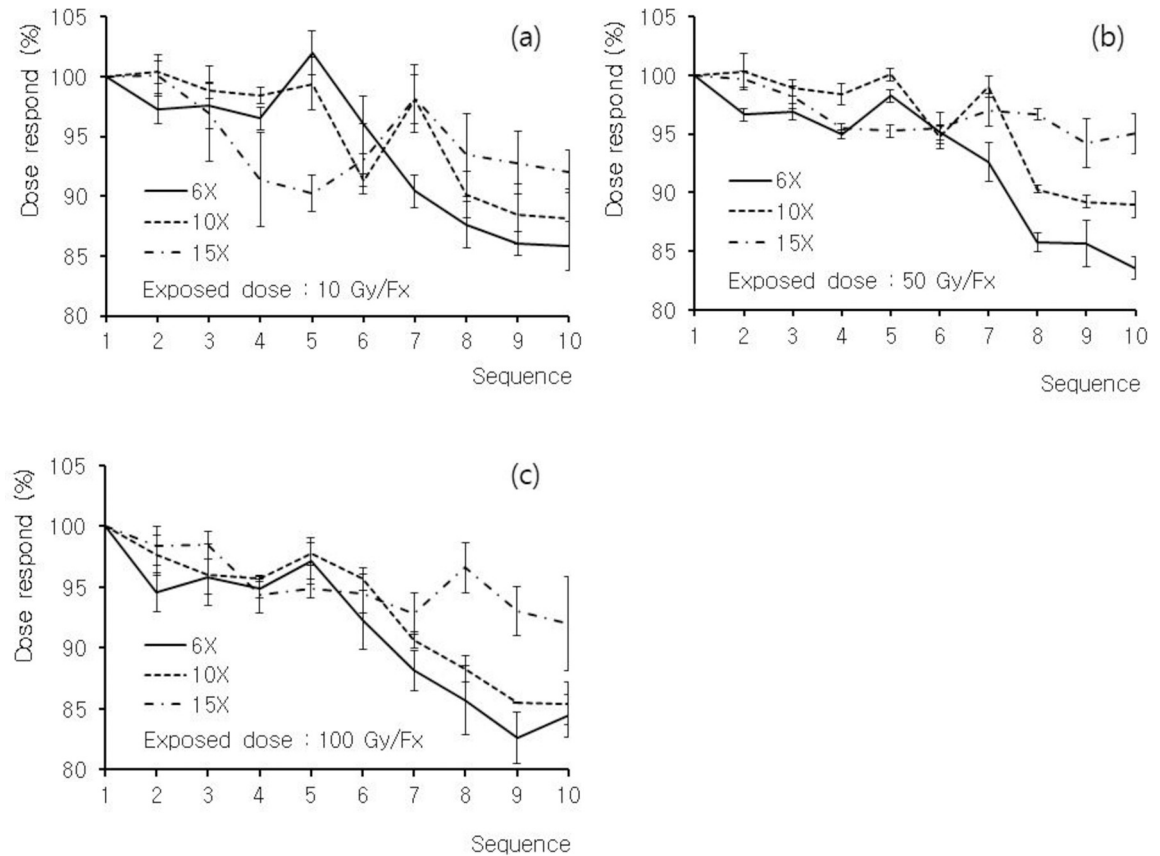 (a)
Dose respond (%)
105
100
95
90
85
80
6X
10X
15X
Exposed dose : 10 Gy/Fx
1 2 3 4 5 6 7 8 9 10
Sequence
(b)
Dose respond (%)
105
100
95
90
85
80
6X
10X
15X
Exposed dose : 50 Gy/Fx
1 2 3 4 5 6 7 8 9 10
Sequence
(c)
Dose respond (%)
105
100
95
90
85
80
6X
10X
15X
Exposed dose : 100 Gy/Fx
1 2 3 4 5 6 7 8 9 10
Sequence